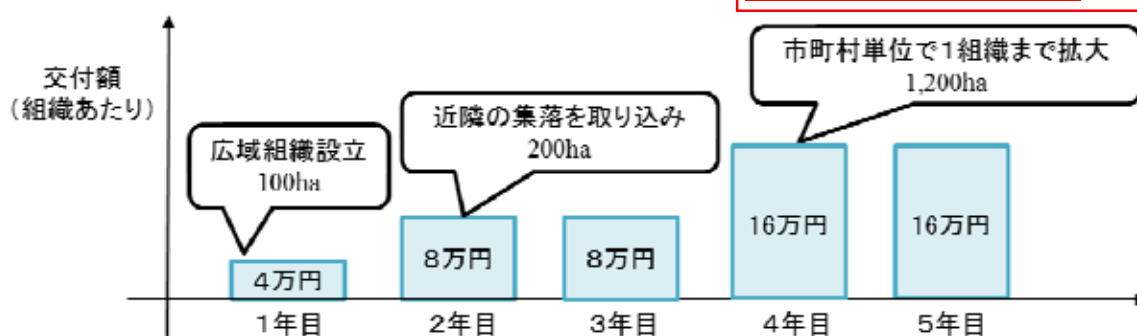 交付額
（組織あたり）
広域組織設立
100ha
近隣の集落を取り込み
200ha
市町村単位で１組織まで拡大
1,200ha
４万円
８万円
８万円
16万円
16万円
１年目
２年目
３年目
４年目
５年目